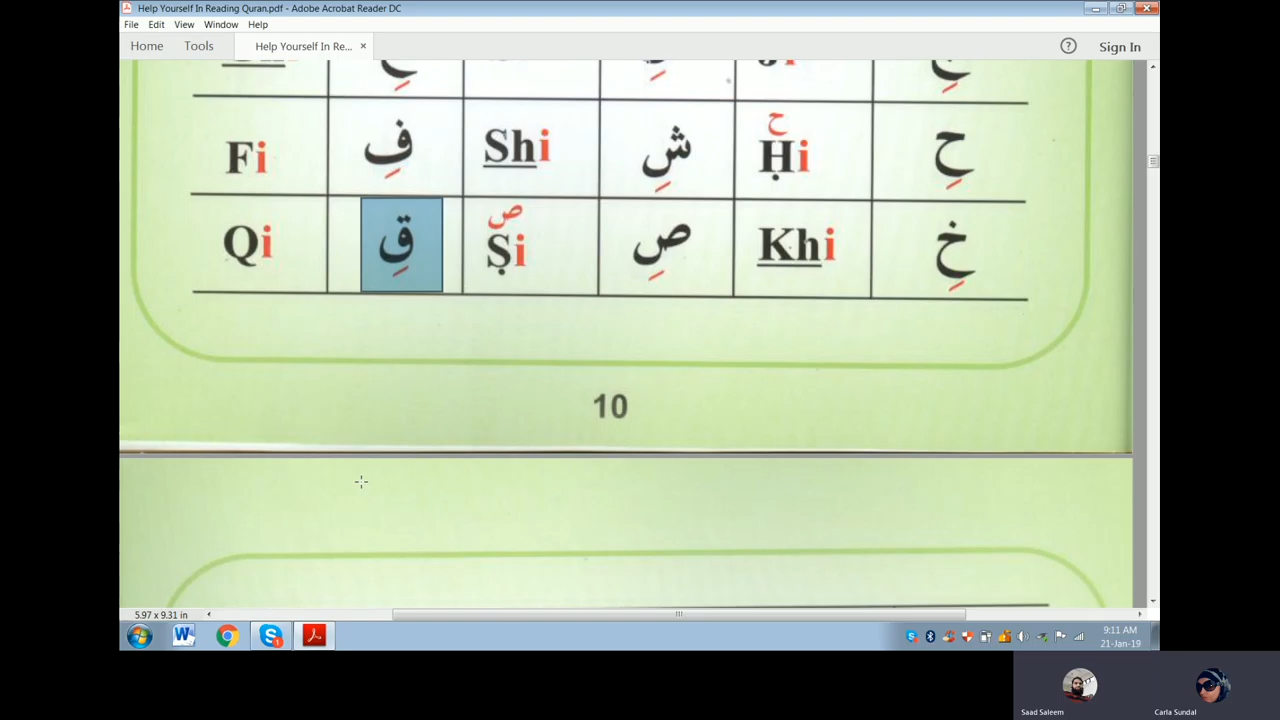 Help Yourself In Reading Quran.pdf - Adobe Acrobat Reader DC
File Edit View Window Help
Home Tools Help Yourself In Re... × ? Sign In
Fi فِ Shi شِ Ḥi ح حِ
Qi قِ Ṣi ص صِ Khi خِ
10
5.97 x 9.31 in
9:11 AM
21-Jan-19
Saad Saleem Carla Sundal